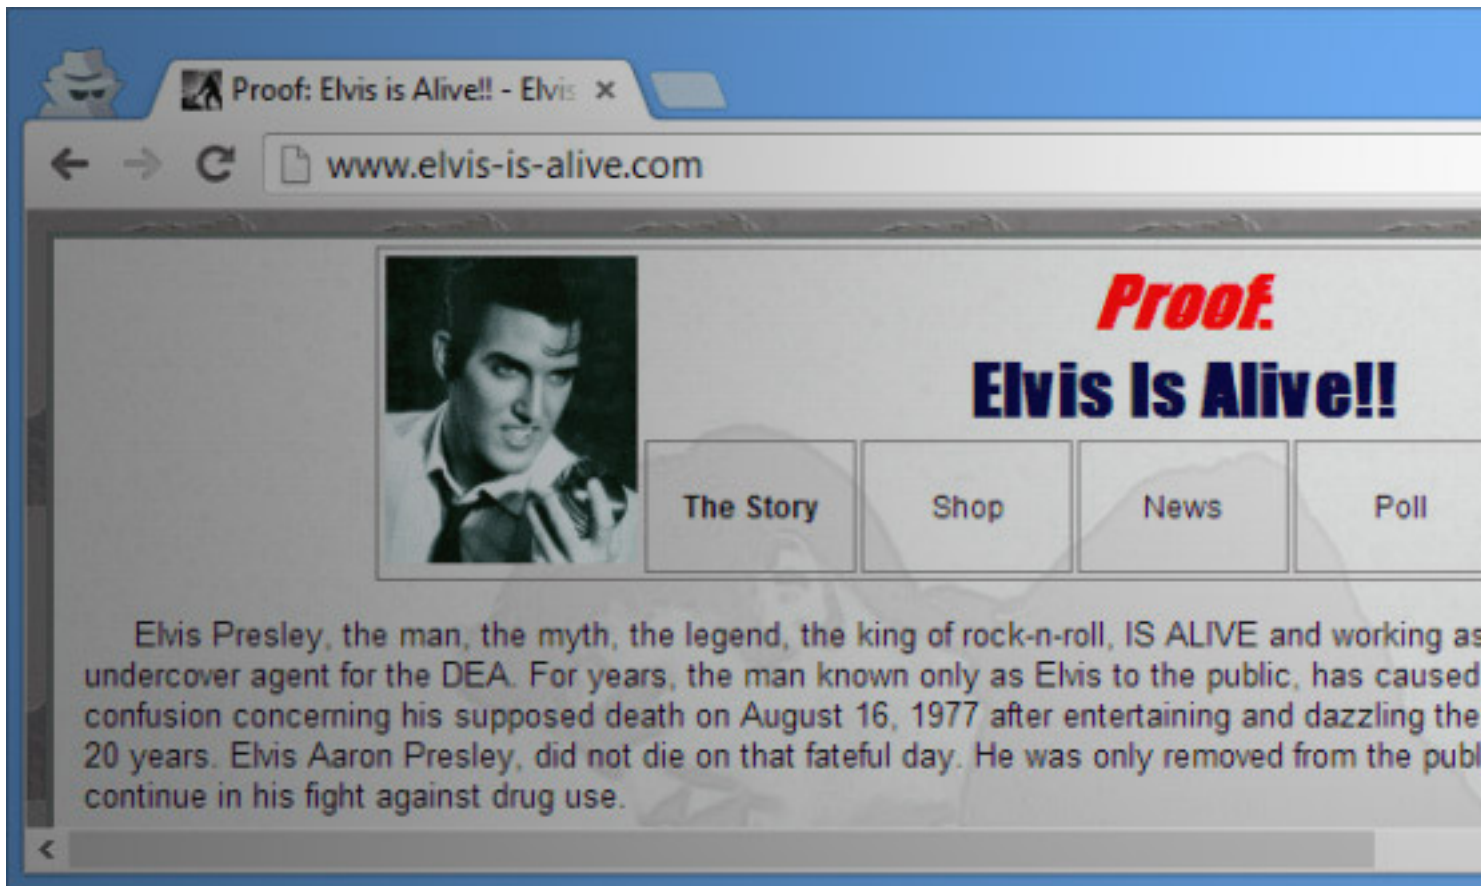 Proof: Elvis is Alive!! - Elvis
www.elvis-is-alive.com
Proof:
Elvis Is Alive!!
The Story Shop News Poll
Elvis Presley, the man, the myth, the legend, the king of rock-n-roll, IS ALIVE and working as
undercover agent for the DEA. For years, the man known only as Elvis to the public, has caused
confusion concerning his supposed death on August 16, 1977 after entertaining and dazzling the
20 years. Elvis Aaron Presley, did not die on that fateful day. He was only removed from the publ
continue in his fight against drug use.